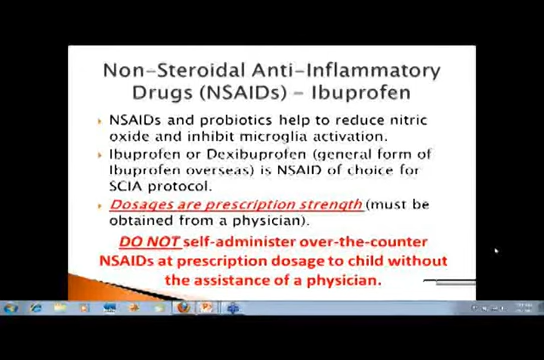 Non-Steroidal Anti-Inflammatory
Drugs (NSAIDs) – Ibuprofen
NSAIDs and probiotics help to reduce nitric
oxide and inhibit microglia activation.
Ibuprofen or Dexibuprofen (general form of
Ibuprofen overseas) is NSAID of choice for
SCIA protocol.
Dosages are prescription strength (must be
obtained from a physician).
DO NOT self-administer over-the-counter
NSAIDs at prescription dosage to child without
the assistance of a physician.